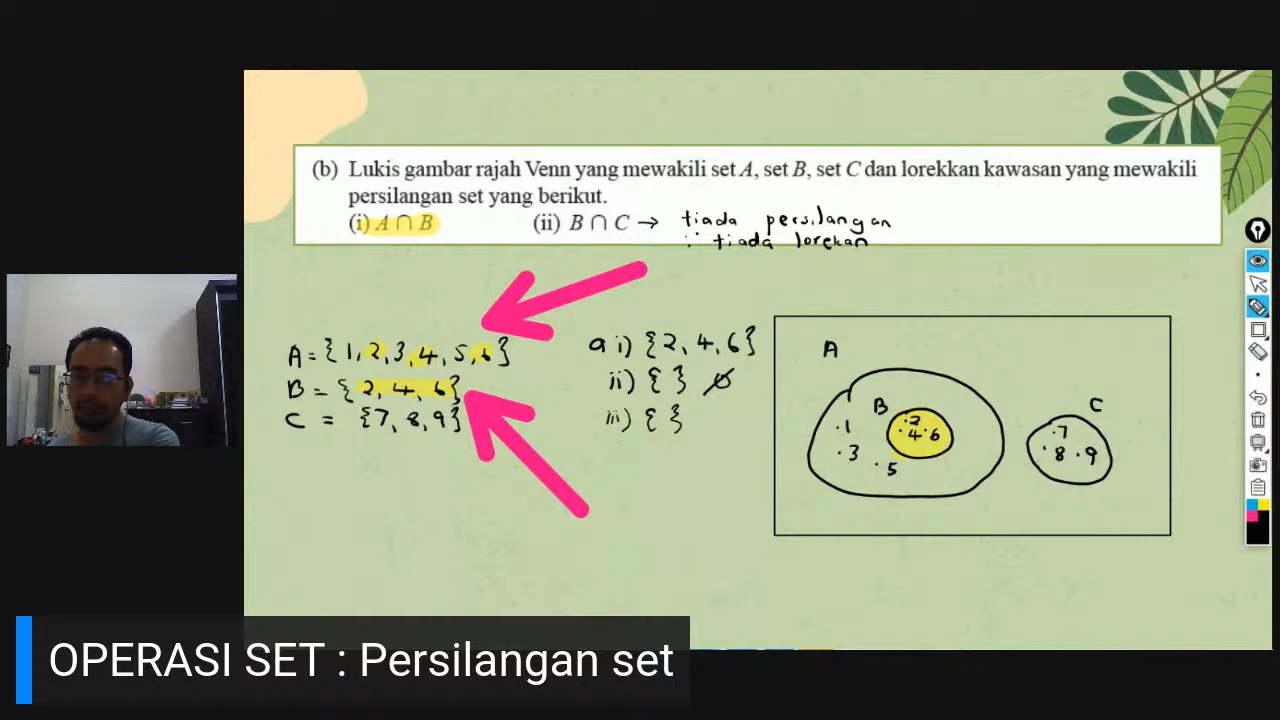 (b) Lukis gambar rajah Venn yang mewakili set A, set B, set C dan lorekkan kawasan yang mewakili
persilangan set yang berikut.
(i) A ∩ B (ii) B ∩ C → tiada persilangan
∵ tiada lorekan
A = {1, 2, 3, 4, 5, 6}
B = {2, 4, 6}
C = {7, 8, 9}
a i) {2, 4, 6}
ii) { } ∅
iii) { }
A
B
C
.1
.3
.5
.2
.4 .6
.7
.8 .9
OPERASI SET : Persilangan set